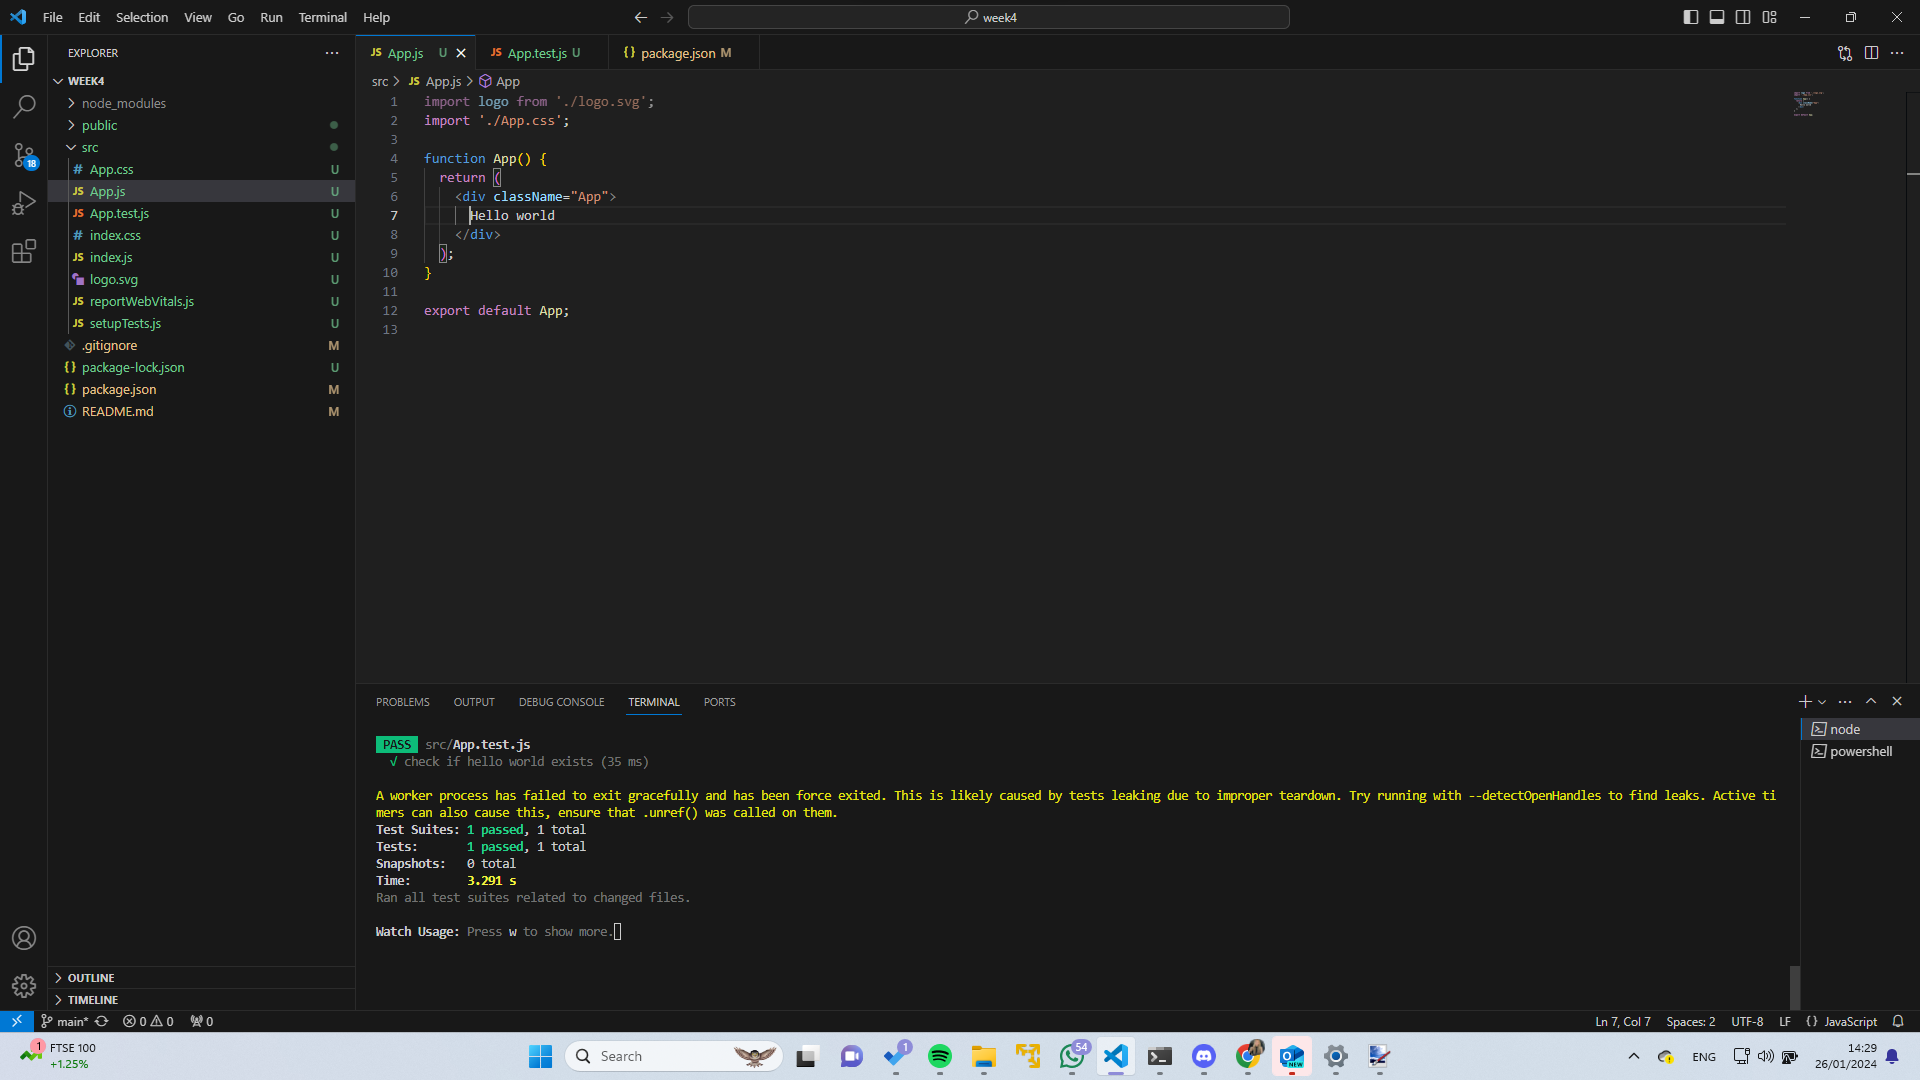 File Edit Selection View Go Run Terminal Help
week4
EXPLORER
App.js U
App.test.js U
package.json M
WEEK4
node_modules
public
src
App.css U
App.js U
App.test.js U
index.css U
index.js U
logo.svg U
reportWebVitals.js U
setupTests.js U
.gitignore M
package-lock.json U
package.json M
README.md M
OUTLINE
TIMELINE
18
src > JS App.js > App
1 import logo from './logo.svg';
2 import './App.css';
3
4 function App() {
5 return (
6 <div className="App">
7 Hello world
8 </div>
9 );
10 }
11
12 export default App;
13
PROBLEMS OUTPUT DEBUG CONSOLE TERMINAL PORTS
node
powershell
PASS src/App.test.js
√ check if hello world exists (35 ms)
A worker process has failed to exit gracefully and has been force exited. This is likely caused by tests leaking due to improper teardown. Try running with --detectOpenHandles to find leaks. Active ti
mers can also cause this, ensure that .unref() was called on them.
Test Suites: 1 passed, 1 total
Tests: 1 passed, 1 total
Snapshots: 0 total
Time: 3.291 s
Ran all test suites related to changed files.
Watch Usage: Press w to show more.
main* 0 0 0
Ln 7, Col 7 Spaces: 2 UTF-8 LF {} JavaScript
1
FTSE 100
+1.25%
Search
1
54
NEW
ENG
14:29
26/01/2024